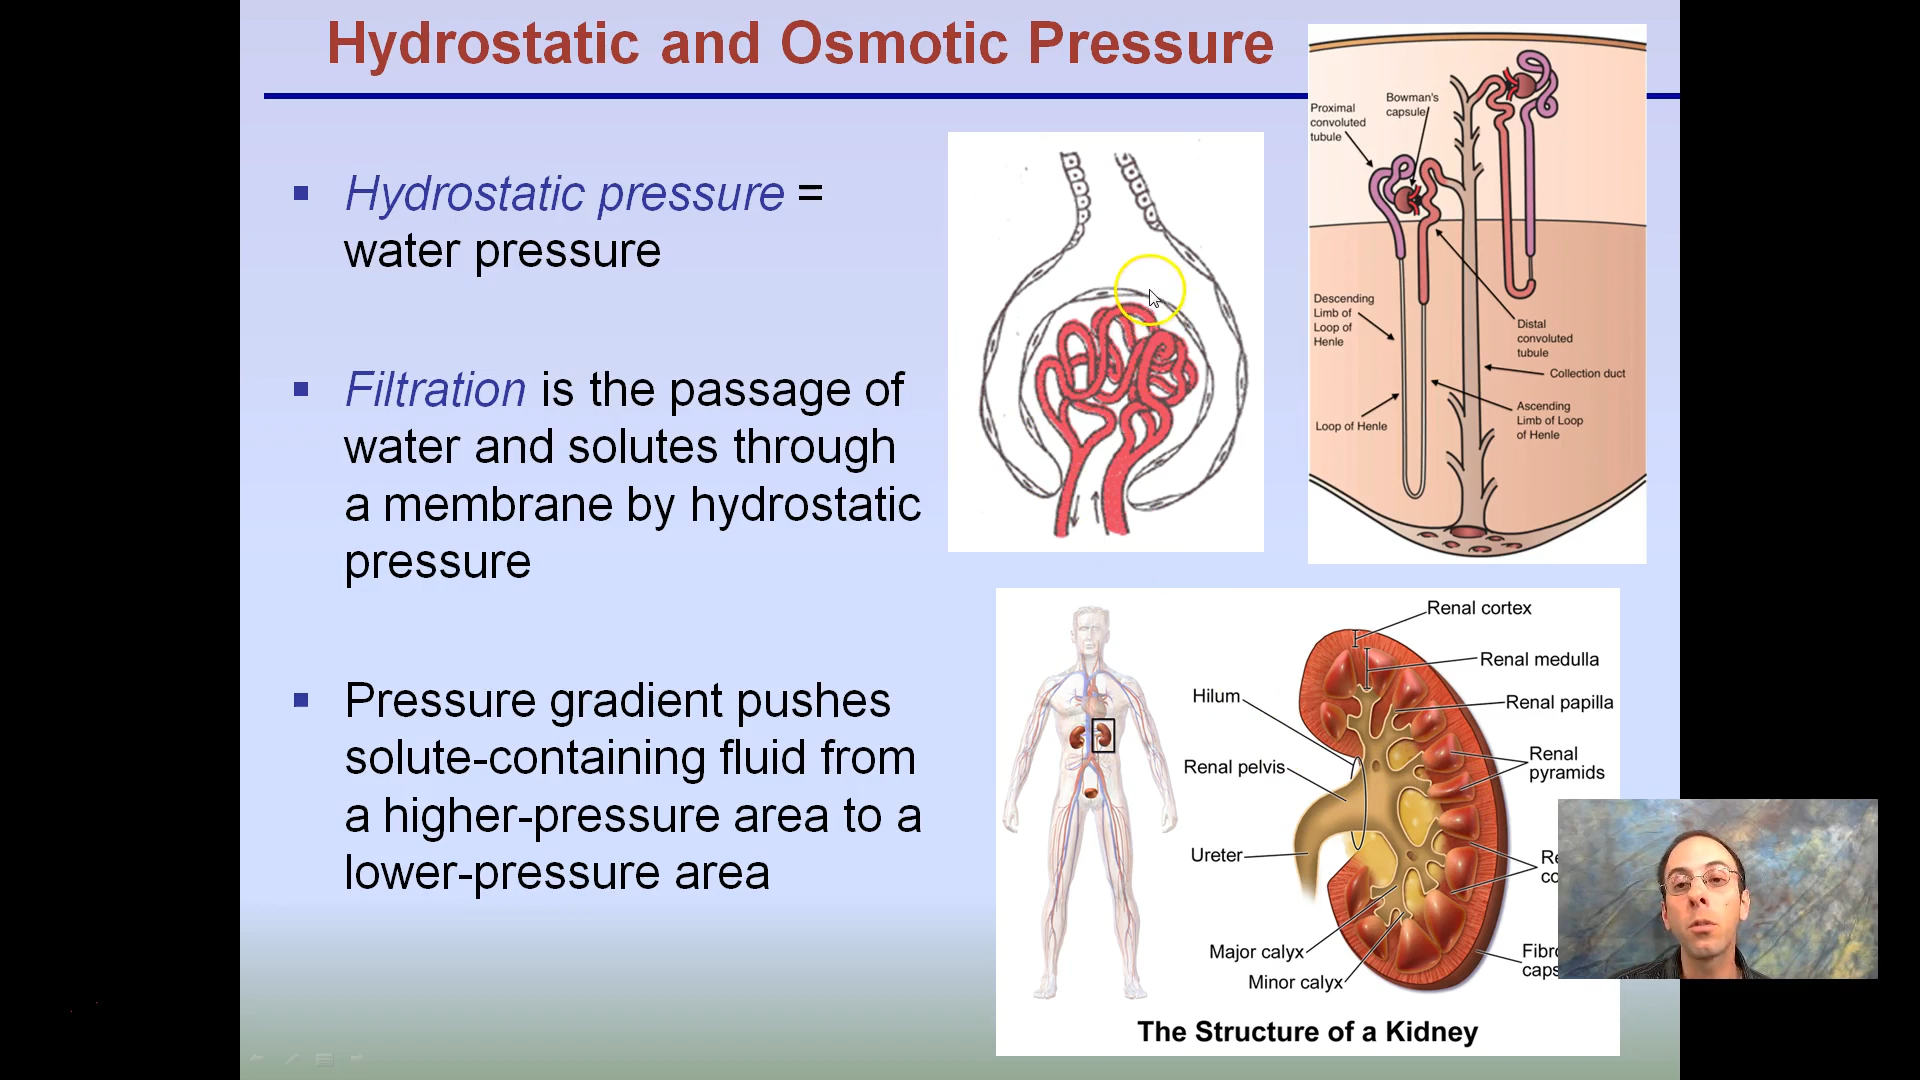 Hydrostatic and Osmotic Pressure
Hydrostatic pressure =
water pressure
Filtration is the passage of
water and solutes through
a membrane by hydrostatic
pressure
Pressure gradient pushes
solute-containing fluid from
a higher-pressure area to a
lower-pressure area
Proximal
convoluted
tubule
Bowman's
capsule
Descending
Limb of
Loop of
Henle
Distal
convoluted
tubule
Collection duct
Loop of Henle
Ascending
Limb of Loop
of Henle
Renal cortex
Renal medulla
Hilum
Renal papilla
Renal pelvis
Renal
pyramids
Ureter
Major calyx
Minor calyx
The Structure of a Kidney